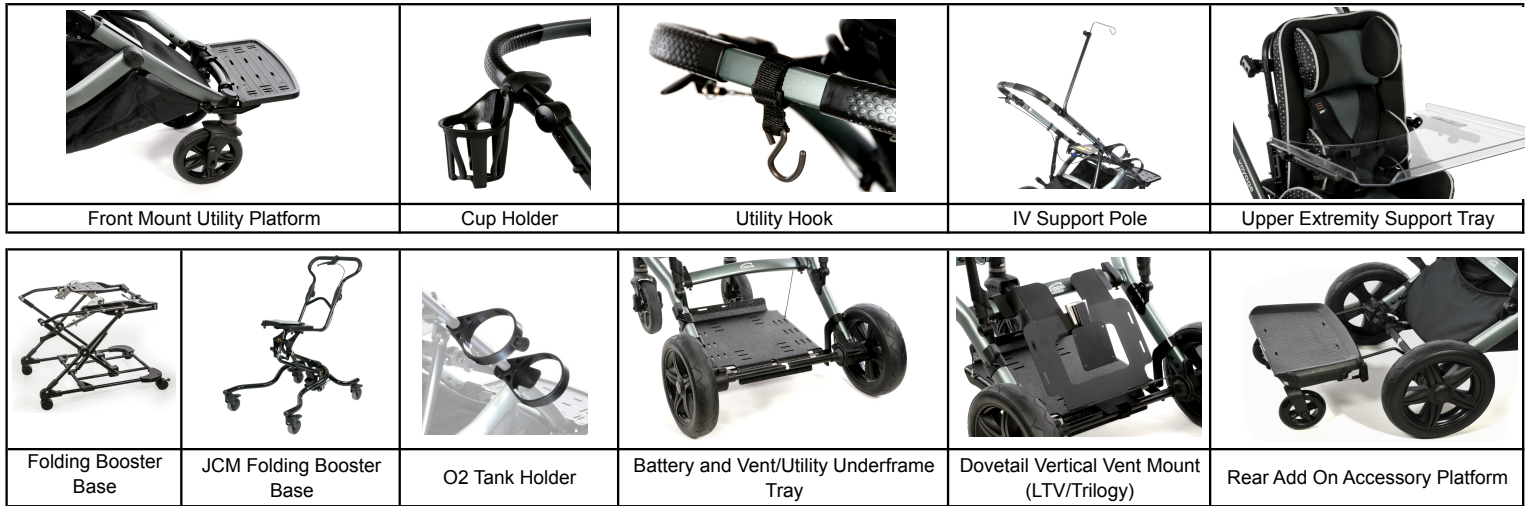 Front Mount Utility Platform
Cup Holder
Utility Hook
IV Support Pole
Upper Extremity Support Tray
Folding Booster
Base
JCM Folding Booster
Base
O2 Tank Holder
Battery and Vent/Utility Underframe
Tray
Dovetail Vertical Vent Mount
(LTV/Trilogy)
Rear Add On Accessory Platform